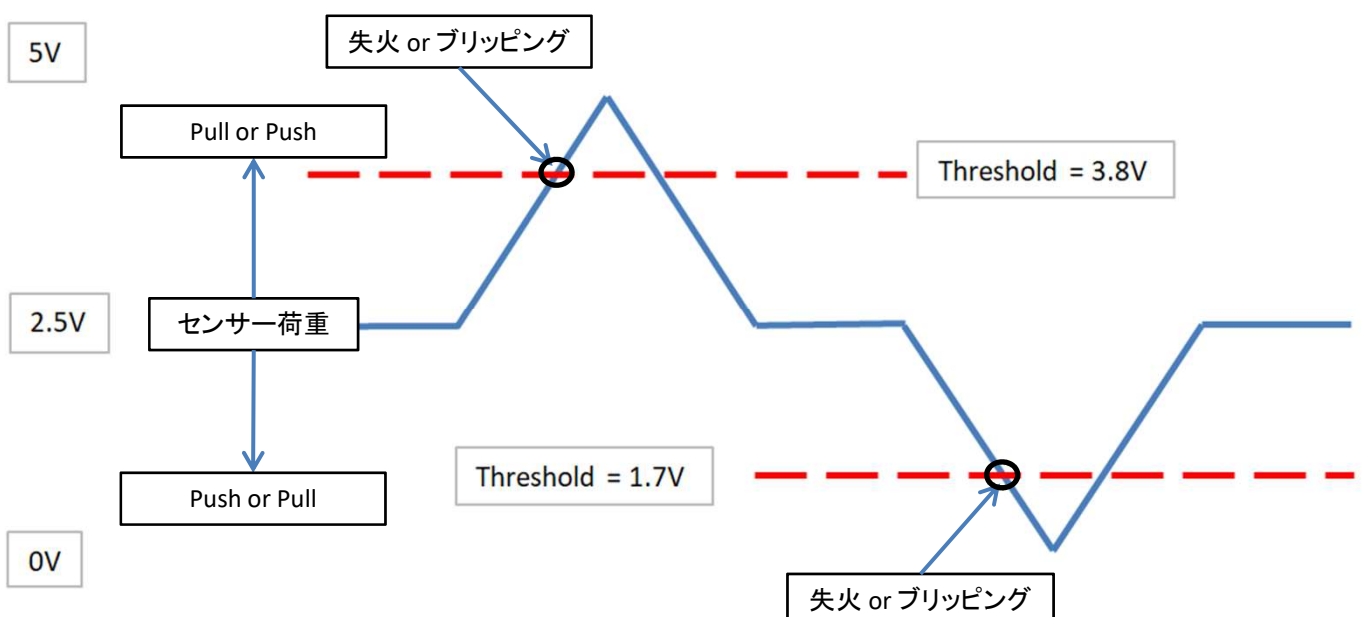 5V
失火 or ブリッピング
Pull or Push
Threshold = 3.8V
2.5V
センサー荷重
Threshold = 1.7V
Push or Pull
0V
失火 or ブリッピング